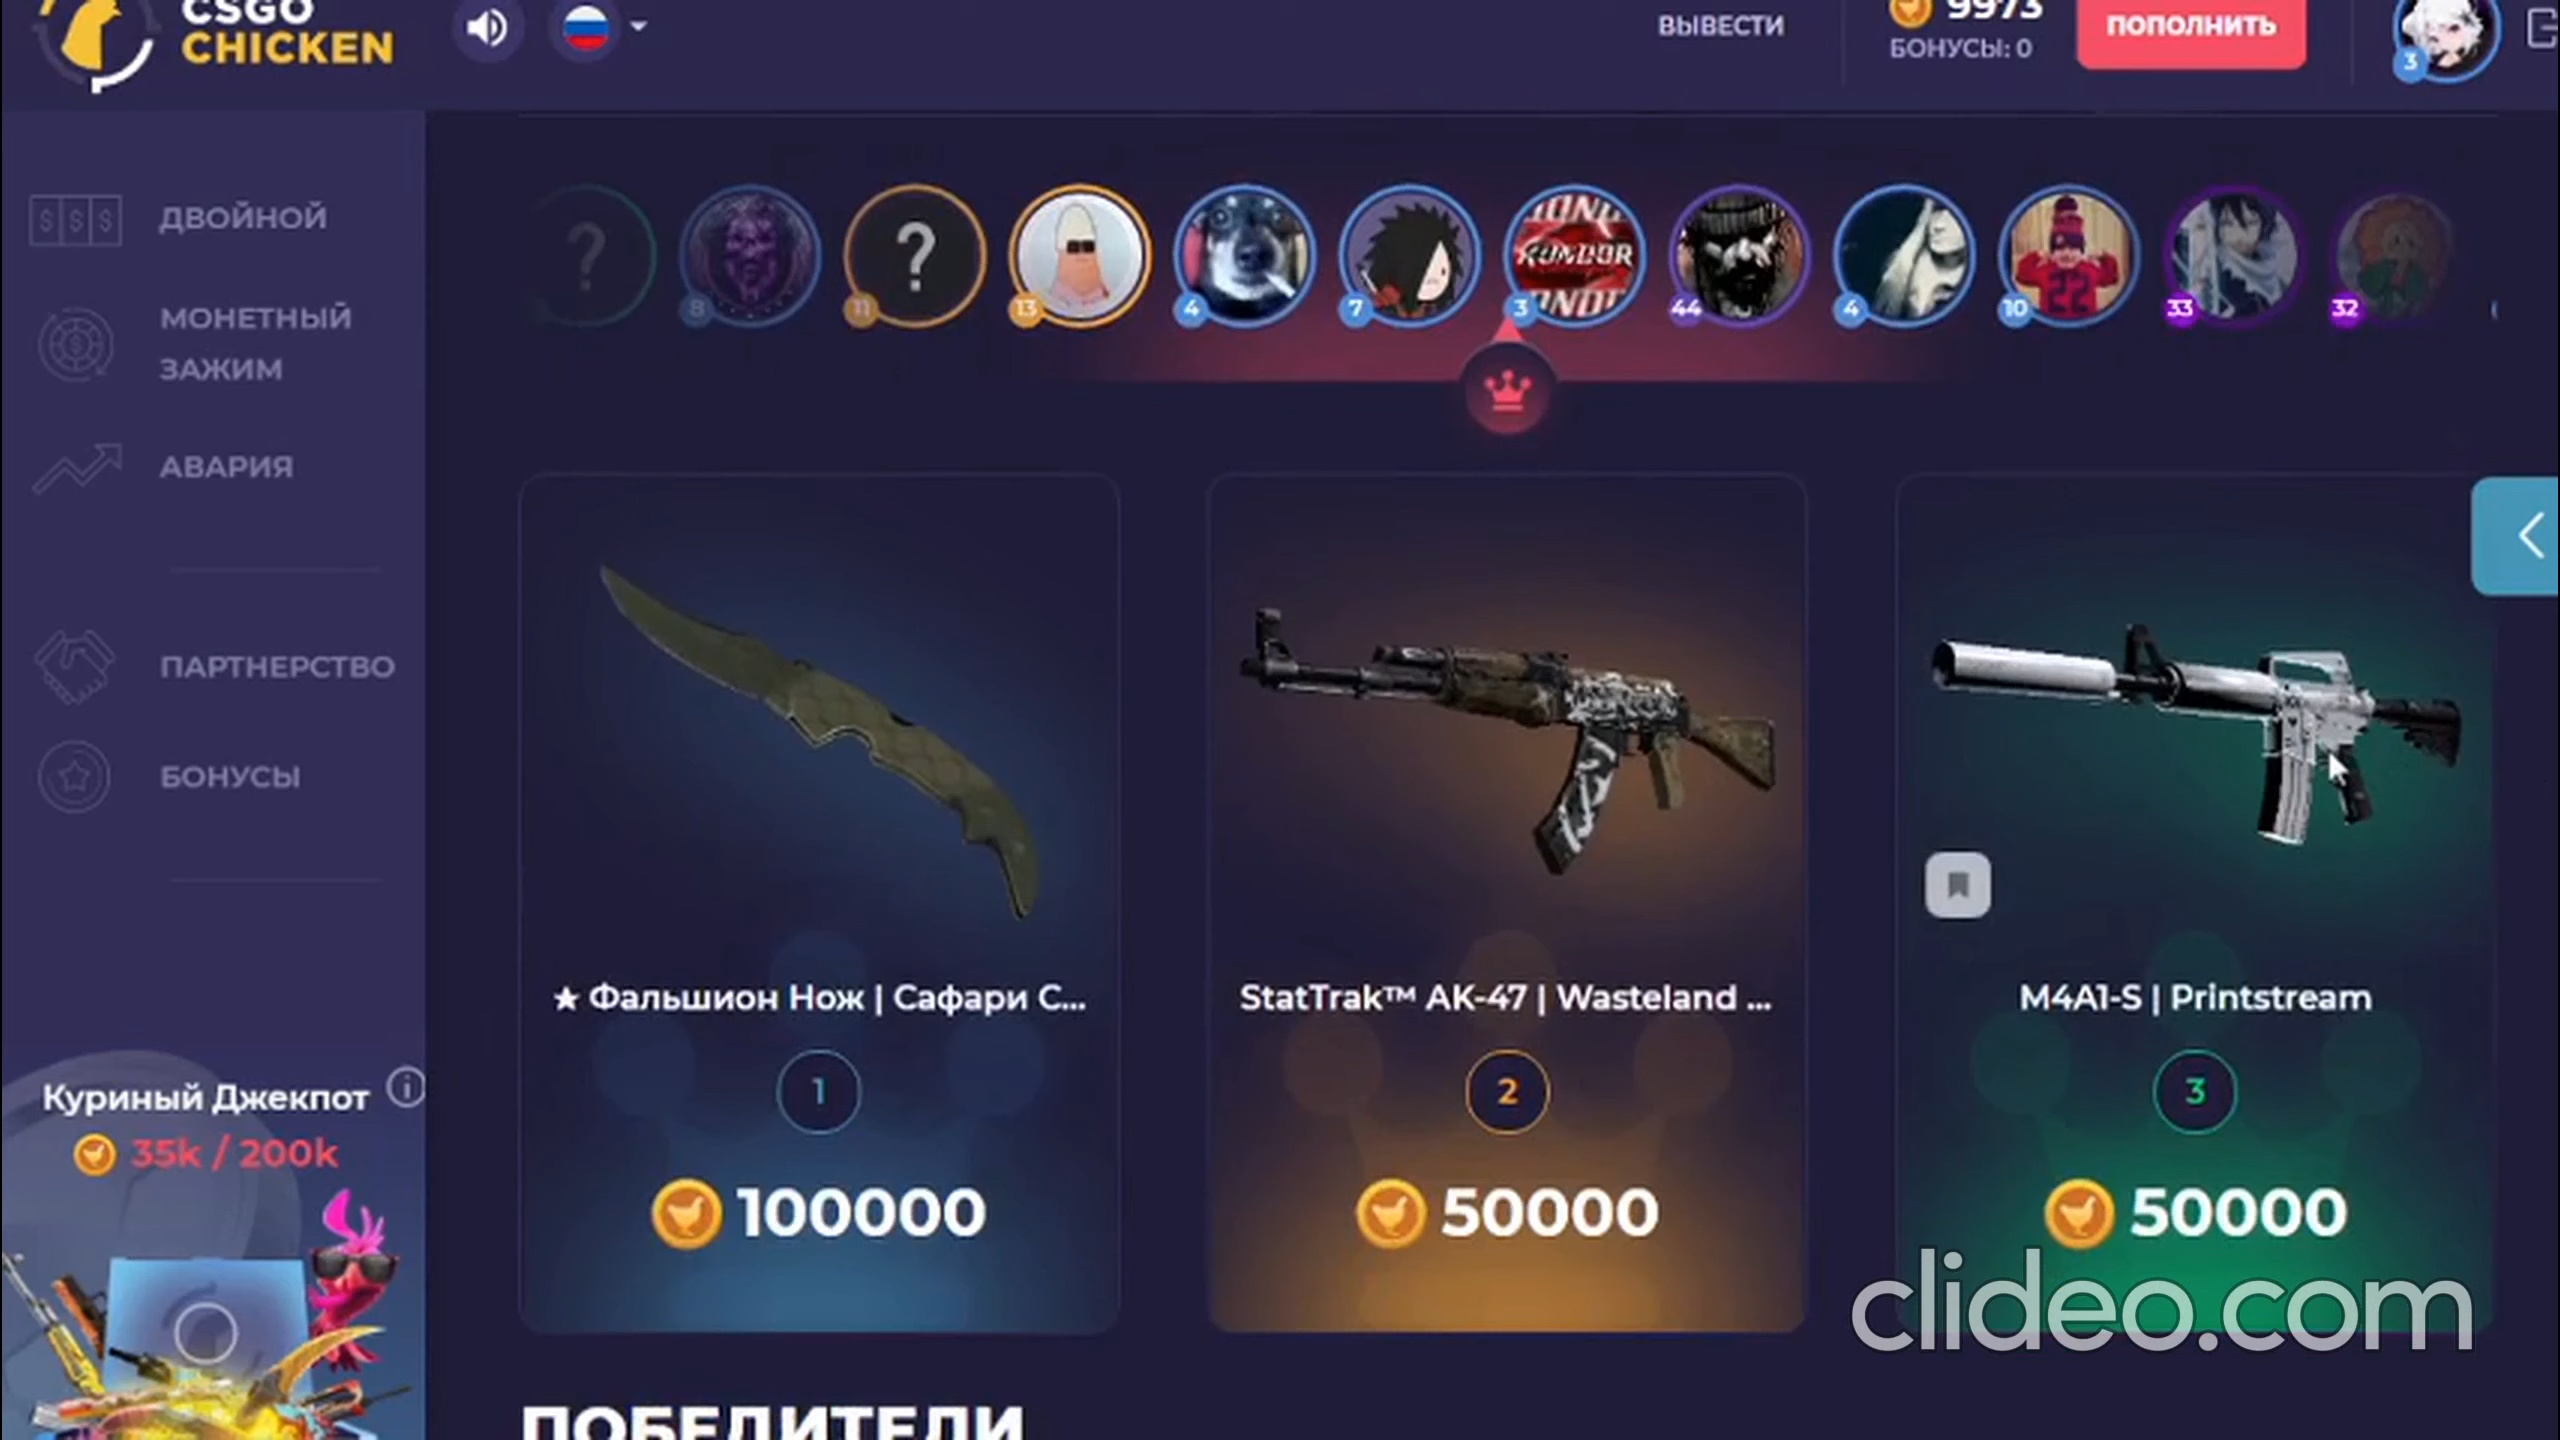 CSGO
CHICKEN
ВЫВЕСТИ
9973
БОНУСЫ: 0
ПОПОЛНИТЬ
3
ДВОЙНОЙ
МОНЕТНЫЙ
ЗАЖИМ
АВАРИЯ
ПАРТНЕРСТВО
БОНУСЫ
? 8 11 ? 13 4 7 3 44 4 10 33 32
22
★ Фальшион Нож | Сафари С...
1
100000
StatTrak™ AK-47 | Wasteland ...
2
50000
M4A1-S | Printstream
3
50000
Куриный Джекпот
35k / 200k
clideo.com
ПОБЕДИТЕЛИ